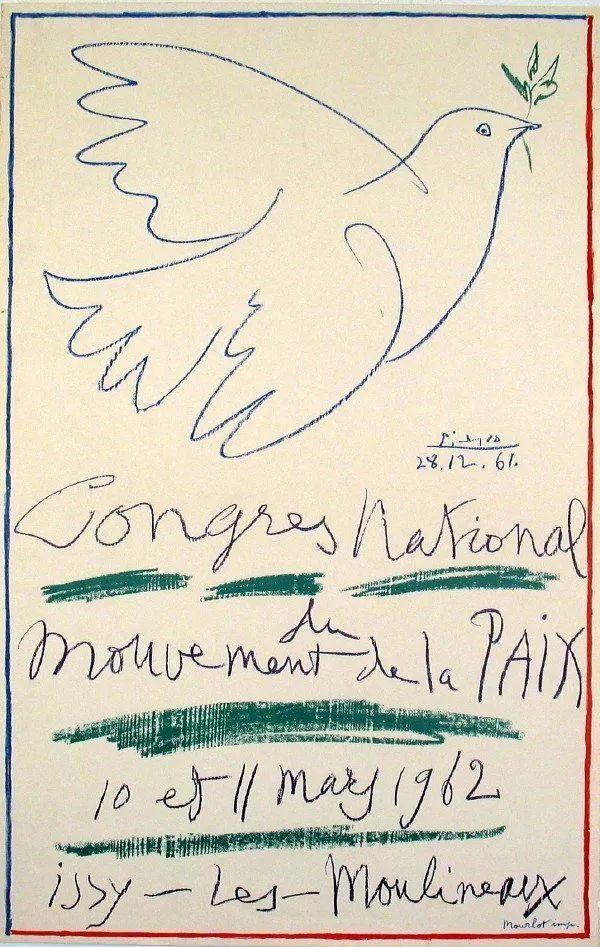 Picasso
28.12.61.
Congres National
du
Mouvement de la PAIX
10 et 11 mars 1962
issy - Les - Moulineaux
Mourlot imp.